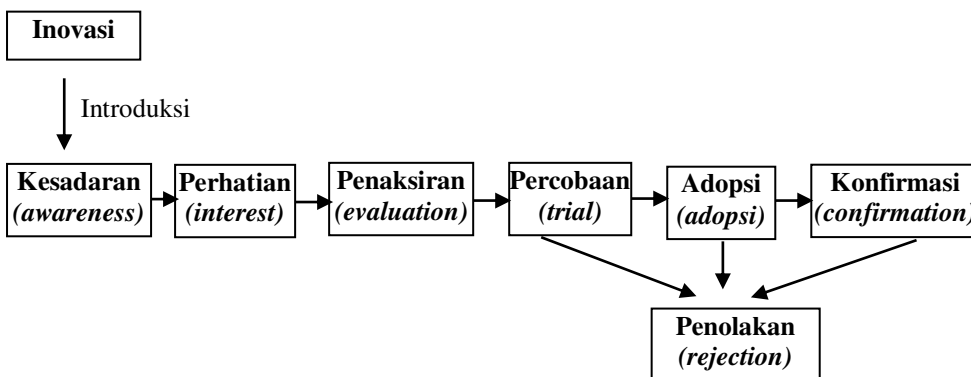 Inovasi
Introduksi
Kesadaran
(awareness)
Perhatian
(interest)
Penaksiran
(evaluation)
Percobaan
(trial)
Adopsi
(adopsi)
Konfirmasi
(confirmation)
Penolakan
(rejection)